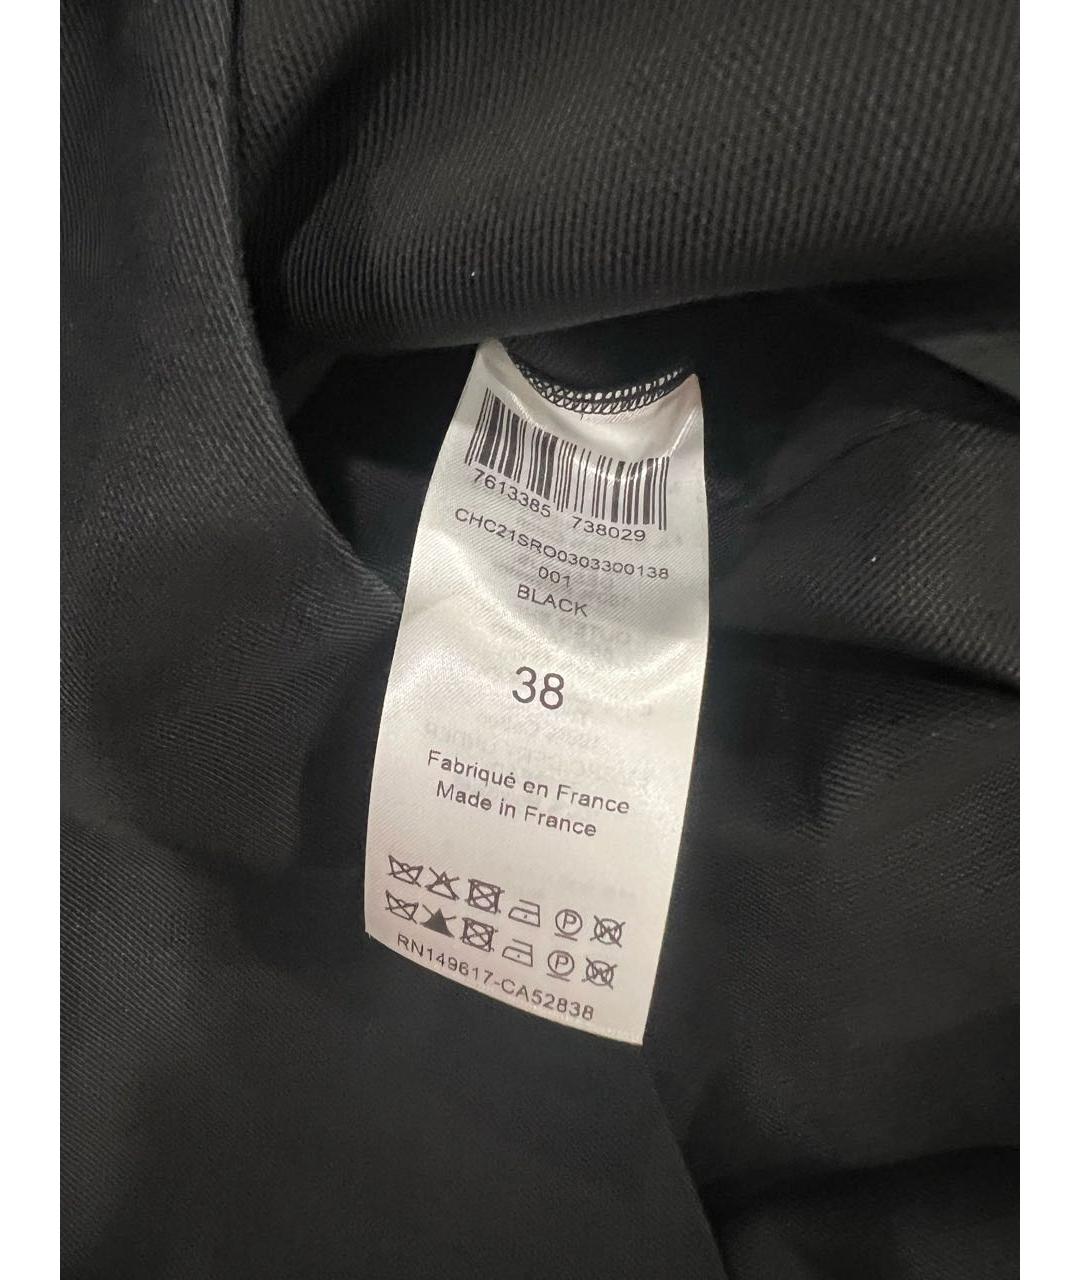 7613385 738029
CHC21SRO0303300138
001
BLACK
38
Fabriqué en France
Made in France
RN149617-CA52838